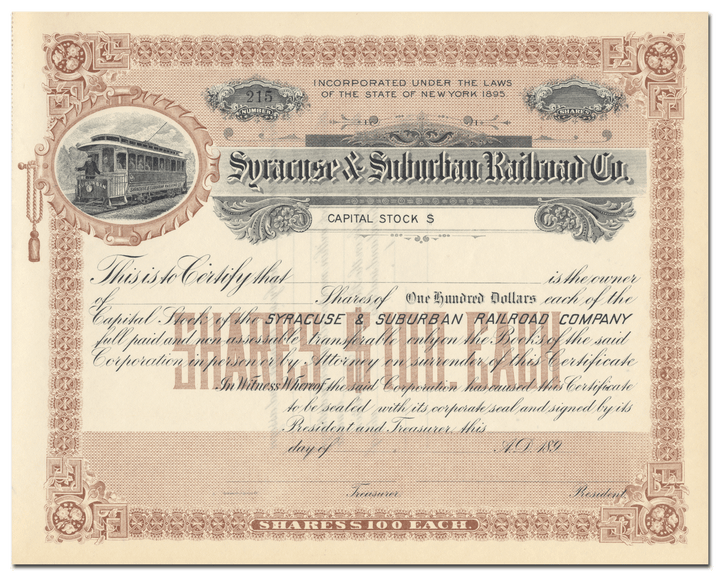 INCORPORATED UNDER THE LAWS
OF THE STATE OF NEW YORK 1895.
215
NUMBER
SHARES
Syracuse & Suburban Railroad Co.
CAPITAL STOCK $
This is to Certify that is the owner
of Shares of One Hundred Dollars each of the
Capital Stock of the SYRACUSE & SUBURBAN RAILROAD COMPANY
full paid and non assessable transferable only on the Books of the said
Corporation in person or by Attorney on surrender of this Certificate
In Witness Whereof the said Corporation has caused this Certificate
to be sealed with its corporate seal and signed by its
President and Treasurer, this
day of A.D. 189
Treasurer. President.
SHARES $100 EACH
SHARES $100 EACH